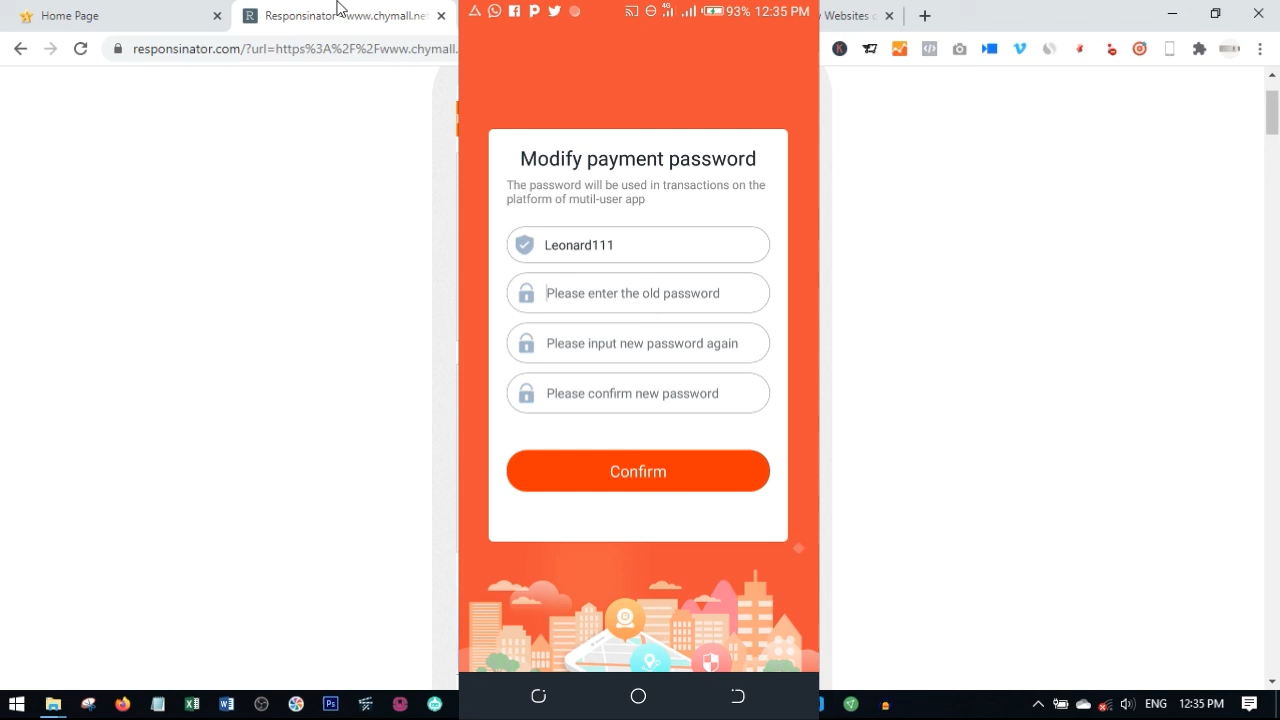 Home Page
Responsinator - www.chymall.net
Websites c
responsinator.com/?url=https%3A%2F%2Fwww.chymall.
4G
93% 12:35 PM
Modify payment password
The password will be used in transactions on the
platform of mutil-user app
Leonard111
Please enter the old password
Please input new password again
Please confirm new password
Confirm
ENG 12:35 PM